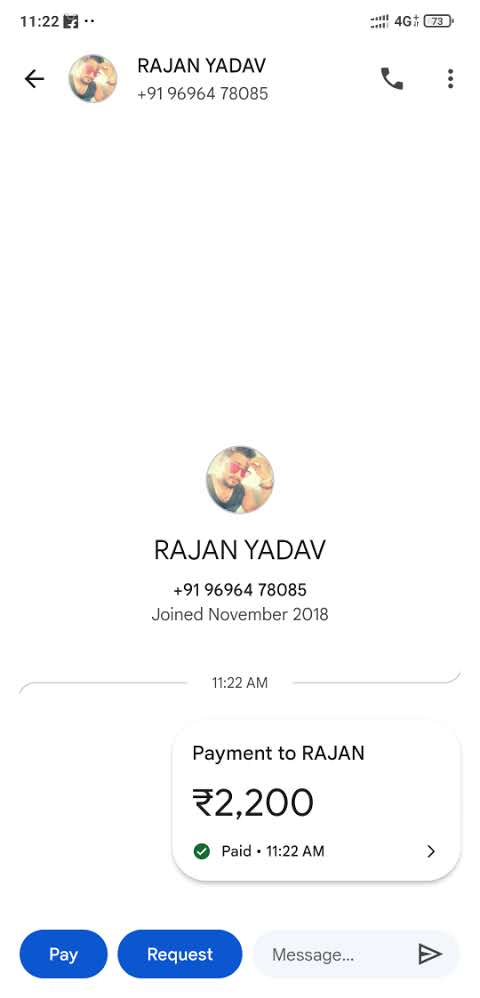 11:22
4G+ 73
RAJAN YADAV
+91 96964 78085
RAJAN YADAV
+91 96964 78085
Joined November 2018
11:22 AM
Payment to RAJAN
₹2,200
Paid • 11:22 AM
Pay Request Message...